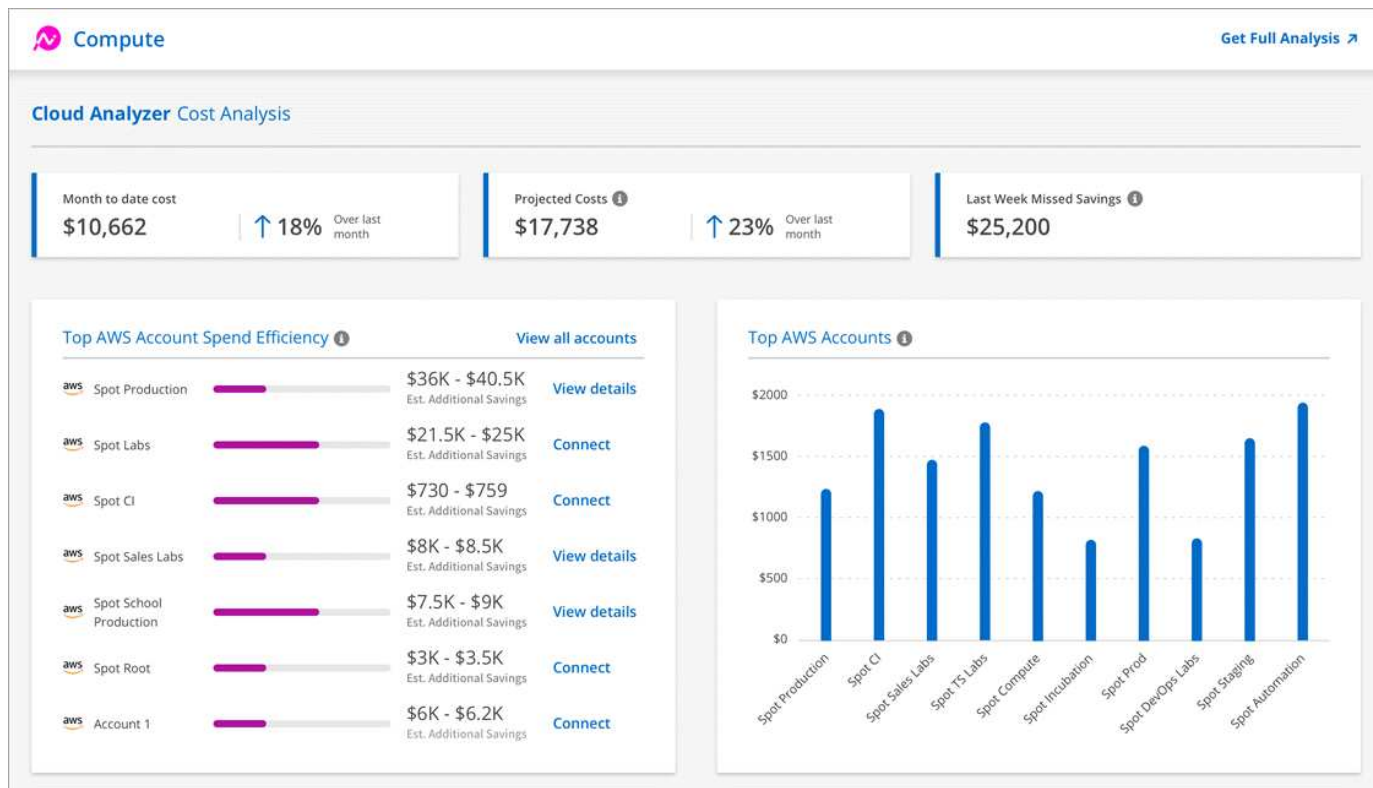 Compute
Get Full Analysis
Cloud Analyzer Cost Analysis
Month to date cost
$10,662
18%
Over last
month
Projected Costs
$17,738
23%
Over last
month
Last Week Missed Savings
$25,200
Top AWS Account Spend Efficiency
View all accounts
aws Spot Production
$36K - $40.5K
Est. Additional Savings
View details
aws Spot Labs
$21.5K - $25K
Est. Additional Savings
Connect
aws Spot CI
$730 - $759
Est. Additional Savings
Connect
aws Spot Sales Labs
$8K - $8.5K
Est. Additional Savings
View details
aws Spot School
Production
$7.5K - $9K
Est. Additional Savings
View details
aws Spot Root
$3K - $3.5K
Est. Additional Savings
Connect
aws Account 1
$6K - $6.2K
Est. Additional Savings
Connect
Top AWS Accounts
$2000
$1500
$1000
$500
$0
Spot Production
Spot CI
Spot Sales Labs
Spot TS Labs
Spot Compute
Spot Incubation
Spot Prod
Spot DevOps Labs
Spot Staging
Spot Automation